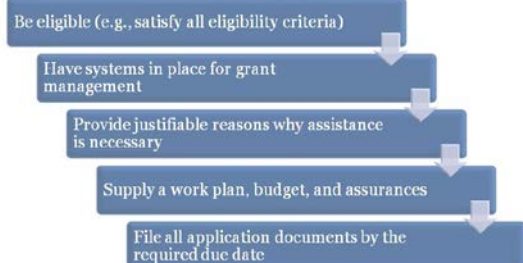 Be eligible (e.g., satisfy all eligibility criteria)
Have systems in place for grant
management
Provide justifiable reasons why assistance
is necessary
Supply a work plan, budget, and assurances
File all application documents by the
required due date